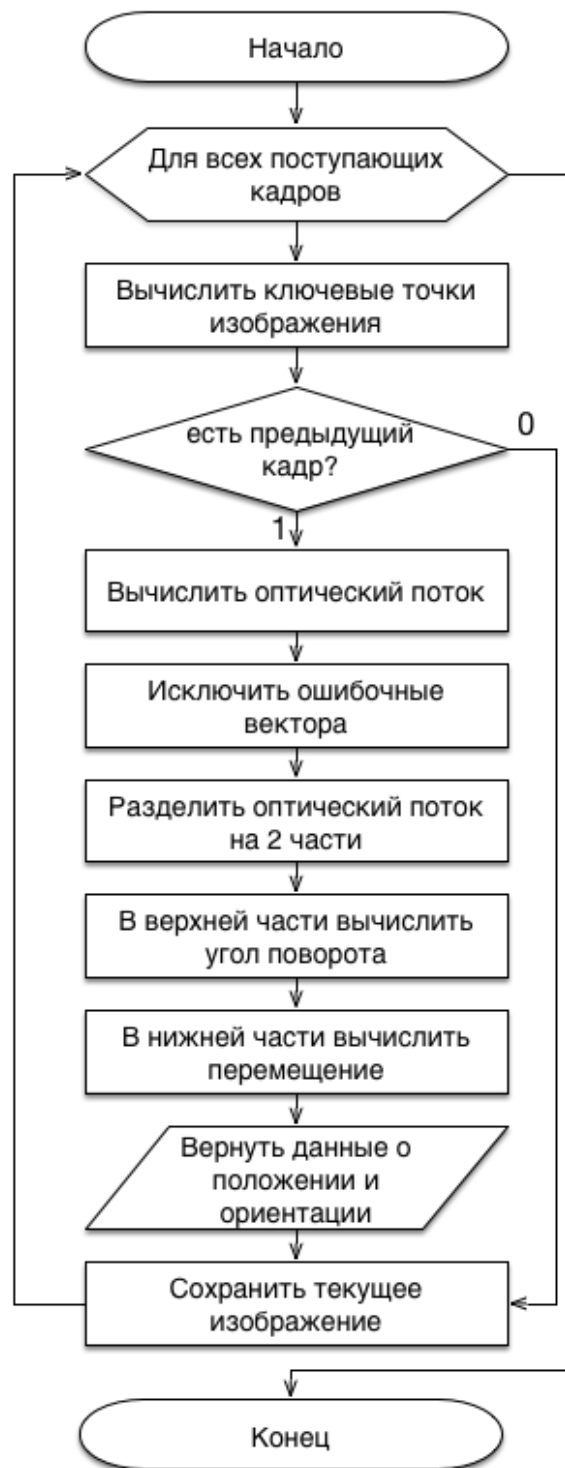 Начало
Для всех поступающих
кадров
Вычислить ключевые точки
изображения
есть предыдущий
кадр?
0
1
Вычислить оптический поток
Исключить ошибочные
вектора
Разделить оптический поток
на 2 части
В верхней части вычислить
угол поворота
В нижней части вычислить
перемещение
Вернуть данные о
положении и
ориентации
Сохранить текущее
изображение
Конец